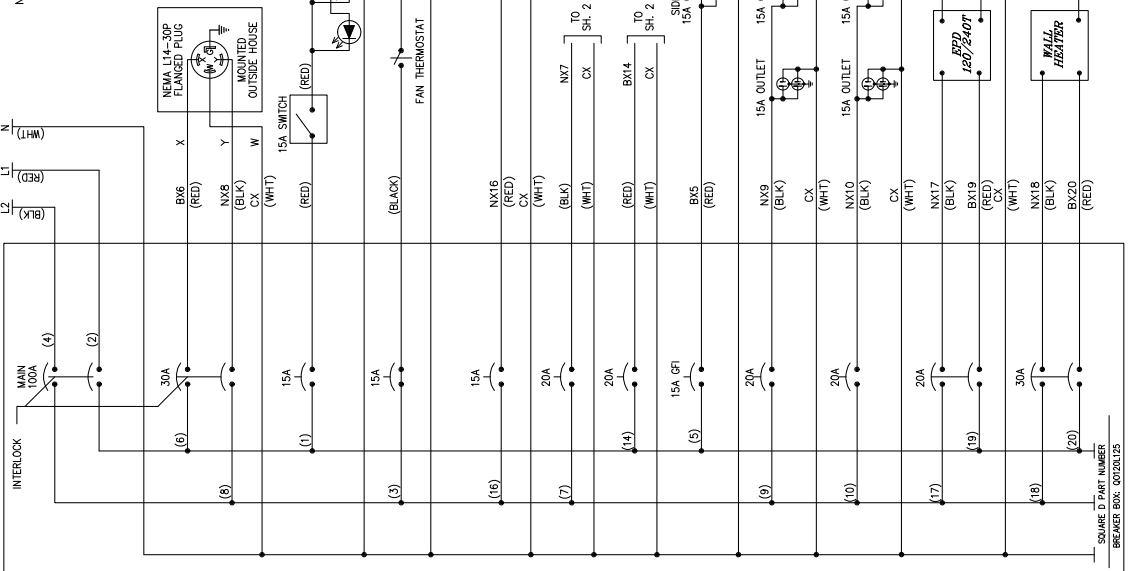 N
NEMA L14-30P
FLANGED PLUG
G
X
Y
W
MOUNTED
OUTSIDE HOUSE
(RED)
15A SWITCH
FAN THERMOSTAT
TO
SH. 2
NX7
CX
TO
SH. 2
BX14
CX
15A
15A
15A OUTLET
15A
15A OUTLET
EPD
120/240T
WALL
HEATER
N
(WHT)
L1
(RED)
L2
(BLK)
X
BX6
(RED)
Y
NX8
(BLK)
W
CX
(WHT)
(RED)
(BLACK)
NX16
(RED)
CX
(WHT)
(BLK)
(WHT)
(RED)
(WHT)
BX5
(RED)
NX9
(BLK)
CX
(WHT)
NX10
(BLK)
CX
(WHT)
NX17
(BLK)
BX19
(RED)
CX
(WHT)
NX18
(BLK)
BX20
(RED)
MAIN
100A
(4)
(2)
30A
15A
15A
15A
20A
20A
15A GFI
20A
20A
20A
30A
INTERLOCK
(6)
(8)
(1)
(3)
(16)
(7)
(14)
(5)
(9)
(10)
(17)
(19)
(18)
(20)
SQUARE D PART NUMBER
BREAKER BOX: QO120L125